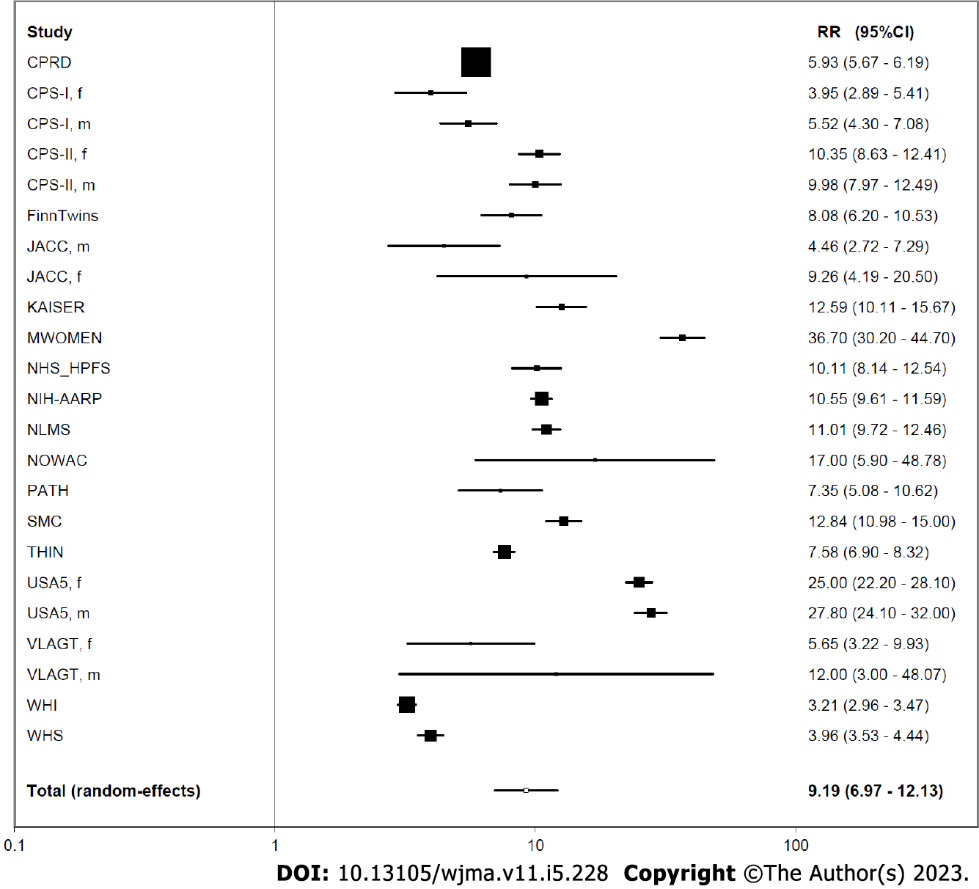 Study RR (95%CI)
CPRD 5.93 (5.67 - 6.19)
CPS-I, f 3.95 (2.89 - 5.41)
CPS-I, m 5.52 (4.30 - 7.08)
CPS-II, f 10.35 (8.63 - 12.41)
CPS-II, m 9.98 (7.97 - 12.49)
FinnTwins 8.08 (6.20 - 10.53)
JACC, m 4.46 (2.72 - 7.29)
JACC, f 9.26 (4.19 - 20.50)
KAISER 12.59 (10.11 - 15.67)
MWOMEN 36.70 (30.20 - 44.70)
NHS_HPFS 10.11 (8.14 - 12.54)
NIH-AARP 10.55 (9.61 - 11.59)
NLMS 11.01 (9.72 - 12.46)
NOWAC 17.00 (5.90 - 48.78)
PATH 7.35 (5.08 - 10.62)
SMC 12.84 (10.98 - 15.00)
THIN 7.58 (6.90 - 8.32)
USA5, f 25.00 (22.20 - 28.10)
USA5, m 27.80 (24.10 - 32.00)
VLAGT, f 5.65 (3.22 - 9.93)
VLAGT, m 12.00 (3.00 - 48.07)
WHI 3.21 (2.96 - 3.47)
WHS 3.96 (3.53 - 4.44)
Total (random-effects) 9.19 (6.97 - 12.13)
0.1 1 10 100
DOI: 10.13105/wjma.v11.i5.228 Copyright ©The Author(s) 2023.